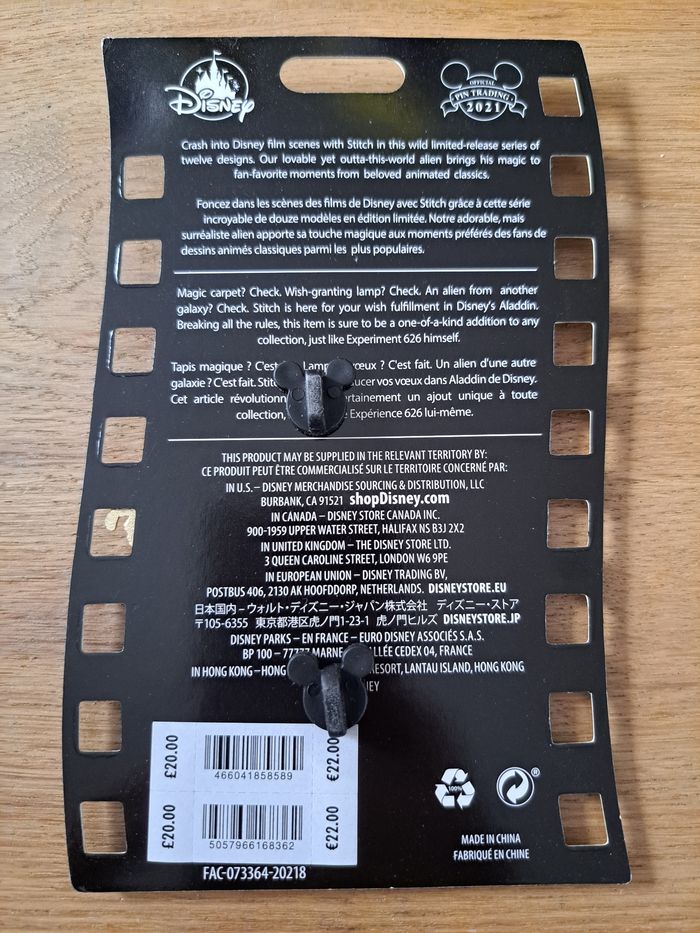 Disney
OFFICIAL
PIN TRADING
2021
Crash into Disney film scenes with Stitch in this wild limited-release series of
twelve designs. Our lovable yet outta-this-world alien brings his magic to
fan-favorite moments from beloved animated classics.
Foncez dans les scènes des films de Disney avec Stitch grâce à cette série
incroyable de douze modèles en édition limitée. Notre adorable, mais
surréaliste alien apporte sa touche magique aux moments préférés des fans de
dessins animés classiques parmi les plus populaires.
Magic carpet? Check. Wish-granting lamp? Check. An alien from another
galaxy? Check. Stitch is here for your wish fulfillment in Disney's Aladdin.
Breaking all the rules, this item is sure to be a one-of-a-kind addition to any
collection, just like Experiment 626 himself.
Tapis magique ? C'est Lamp vœux ? C'est fait. Un alien d'une autre
galaxie ? C'est fait. Stit ucer vos vœux dans Aladdin de Disney.
Cet article révolution ertainement un ajout unique à toute
collection, Expérience 626 lui-même.
THIS PRODUCT MAY BE SUPPLIED IN THE RELEVANT TERRITORY BY:
CE PRODUIT PEUT ÊTRE COMMERCIALISÉ SUR LE TERRITOIRE CONCERNÉ PAR:
IN U.S. – DISNEY MERCHANDISE SOURCING & DISTRIBUTION, LLC
BURBANK, CA 91521 shopDisney.com
IN CANADA – DISNEY STORE CANADA INC.
900-1959 UPPER WATER STREET, HALIFAX NS B3J 2X2
IN UNITED KINGDOM – THE DISNEY STORE LTD.
3 QUEEN CAROLINE STREET, LONDON W6 9PE
IN EUROPEAN UNION – DISNEY TRADING BV,
POSTBUS 406, 2130 AK HOOFDDORP, NETHERLANDS. DISNEYSTORE.EU
日本国内 – ウォルト・ディズニー・ジャパン株式会社 ディズニー・ストア
〒105-6355 東京都港区虎ノ門1-23-1 虎ノ門ヒルズ DISNEYSTORE.JP
DISNEY PARKS – EN FRANCE – EURO DISNEY ASSOCIÉS S.A.S.
BP 100 – 77777 MARNE ALLÉE CEDEX 04, FRANCE
IN HONG KONG – HONG RESORT, LANTAU ISLAND, HONG KONG
NEY
£20.00
466041858589
£22.00
£20.00
5057966168362
£22.00
100%
®
MADE IN CHINA
FABRIQUÉ EN CHINE
FAC-073364-20218